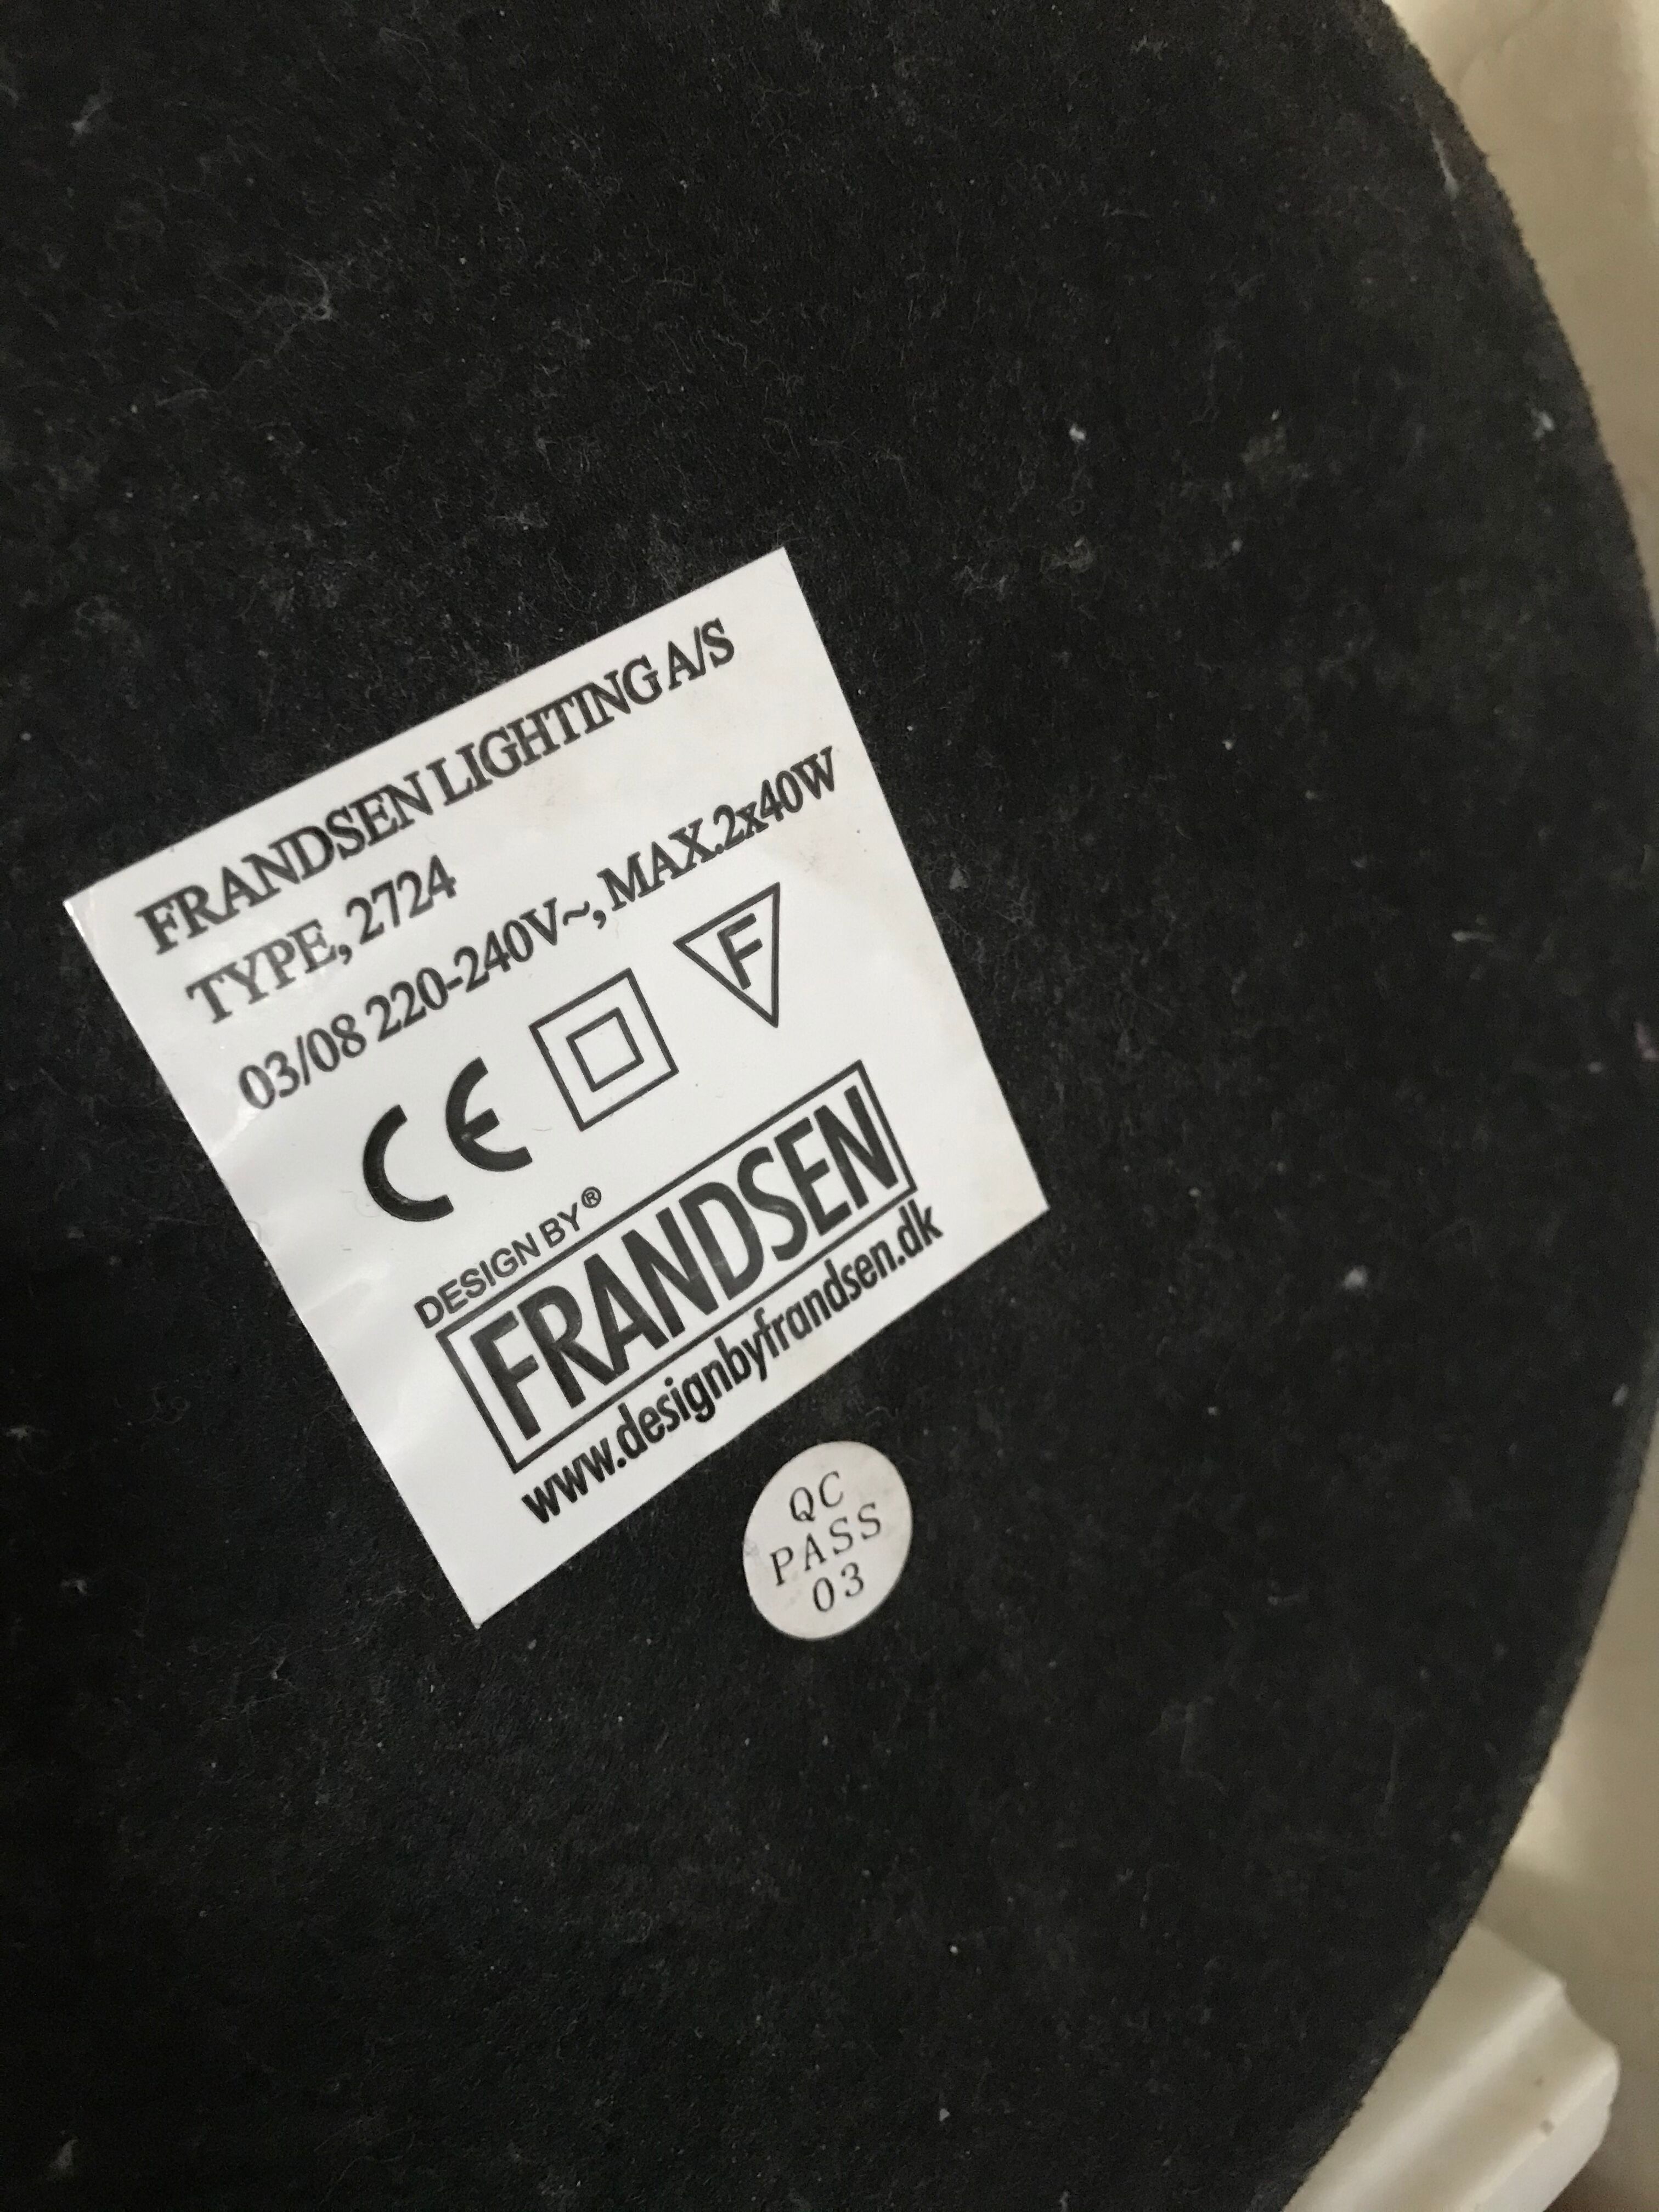 FRANDSEN LIGHTING A/S
TYPE, 2724
03/08 220-240V~, MAX.2x40W
CE F
DESIGN BY®
FRANDSEN
www.designbyfrandsen.dk
QC
PASS
03